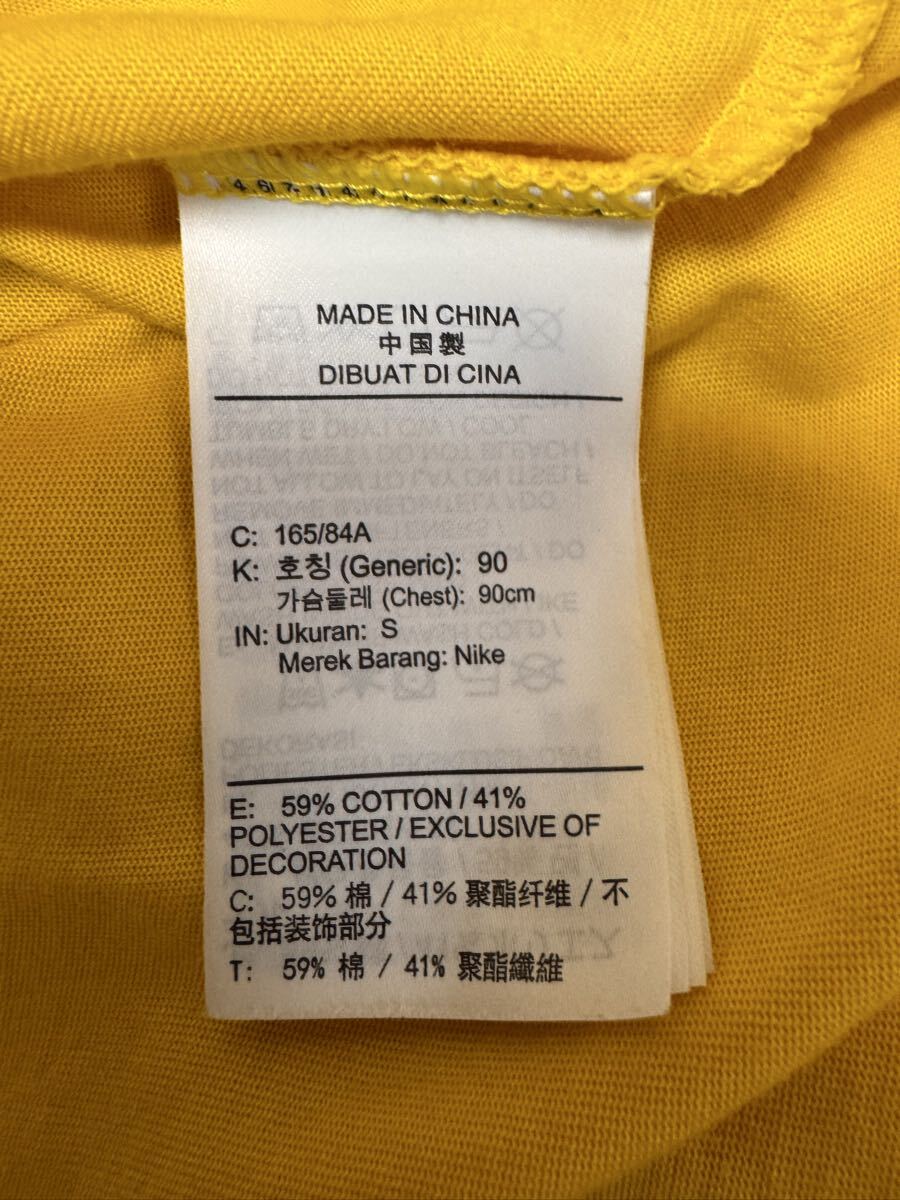 MADE IN CHINA
中国製
DIBUAT DI CINA
C: 165/84A
K: 호칭 (Generic): 90
가슴둘레 (Chest): 90cm
IN: Ukuran: S
Merek Barang: Nike
E: 59% COTTON / 41%
POLYESTER / EXCLUSIVE OF
DECORATION
C: 59% 棉 / 41% 聚酯纤维 / 不
包括装饰部分
T: 59% 棉 / 41% 聚酯纖維